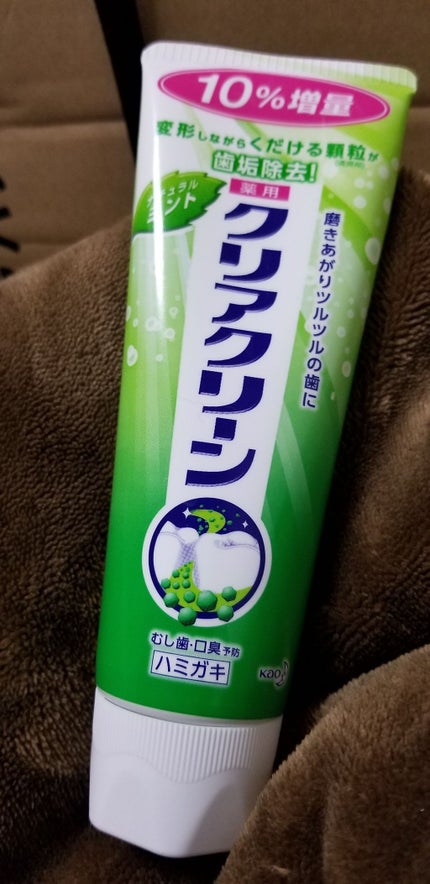 10%増量
変形しながらくだける顆粒が
歯垢除去!
薬用
ナチュラル
ミント
クリアクリーン
磨きあがりツルツルの歯に
むし歯・口臭予防
ハミガキ
Kao